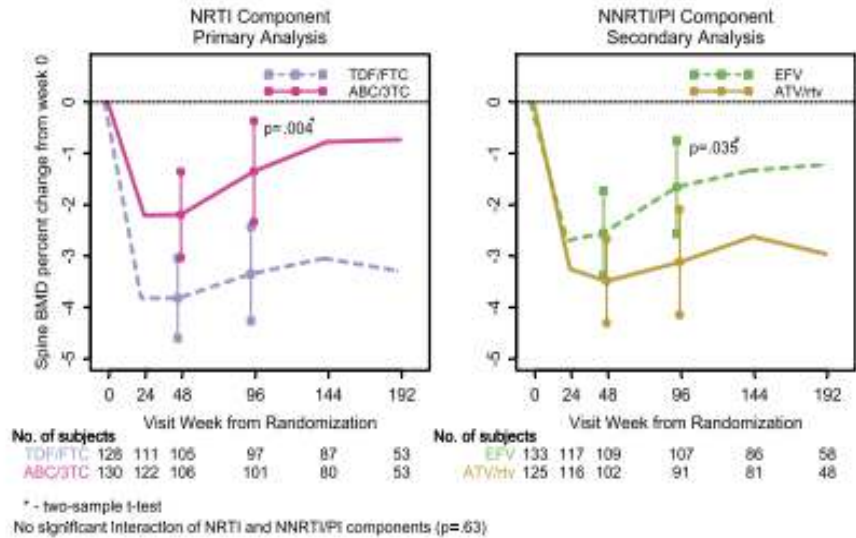 NRTI Component
Primary Analysis
TDF/FTC
ABC/3TC
p=.004*
Spine BMD percent change from week 0
0
-1
-2
-3
-4
-5
0 24 48 96 144 192
Visit Week from Randomization
No. of subjects
TDF/FTC 128 111 105 97 87 53
ABC/3TC 130 122 106 101 80 53
NNRTI/PI Component
Secondary Analysis
EFV
ATV/rtv
p=.035*
0
-1
-2
-3
-4
-5
0 24 48 96 144 192
Visit Week from Randomization
No. of subjects
EFV 133 117 109 107 86 58
ATV/rtv 125 116 102 91 81 48
* - two-sample t-test
No significant interaction of NRTI and NNRTI/PI components (p=.63)